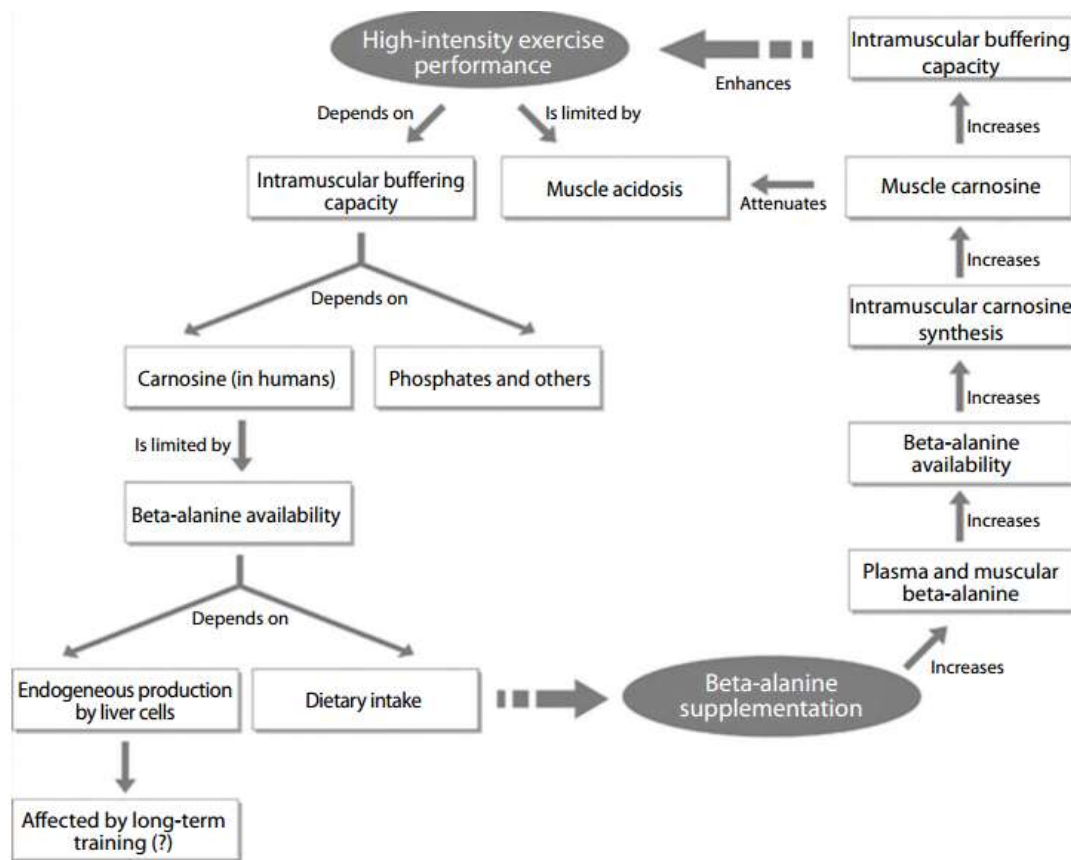 High-intensity exercise
performance
Enhances
Intramuscular buffering
capacity
Depends on
Is limited by
Increases
Intramuscular buffering
capacity
Muscle acidosis
Attenuates
Muscle carnosine
Increases
Depends on
Intramuscular carnosine
synthesis
Carnosine (in humans)
Phosphates and others
Increases
Is limited by
Beta-alanine
availability
Beta-alanine availability
Increases
Plasma and muscular
beta-alanine
Depends on
Increases
Endogeneous production
by liver cells
Dietary intake
Beta-alanine
supplementation
Affected by long-term
training (?)